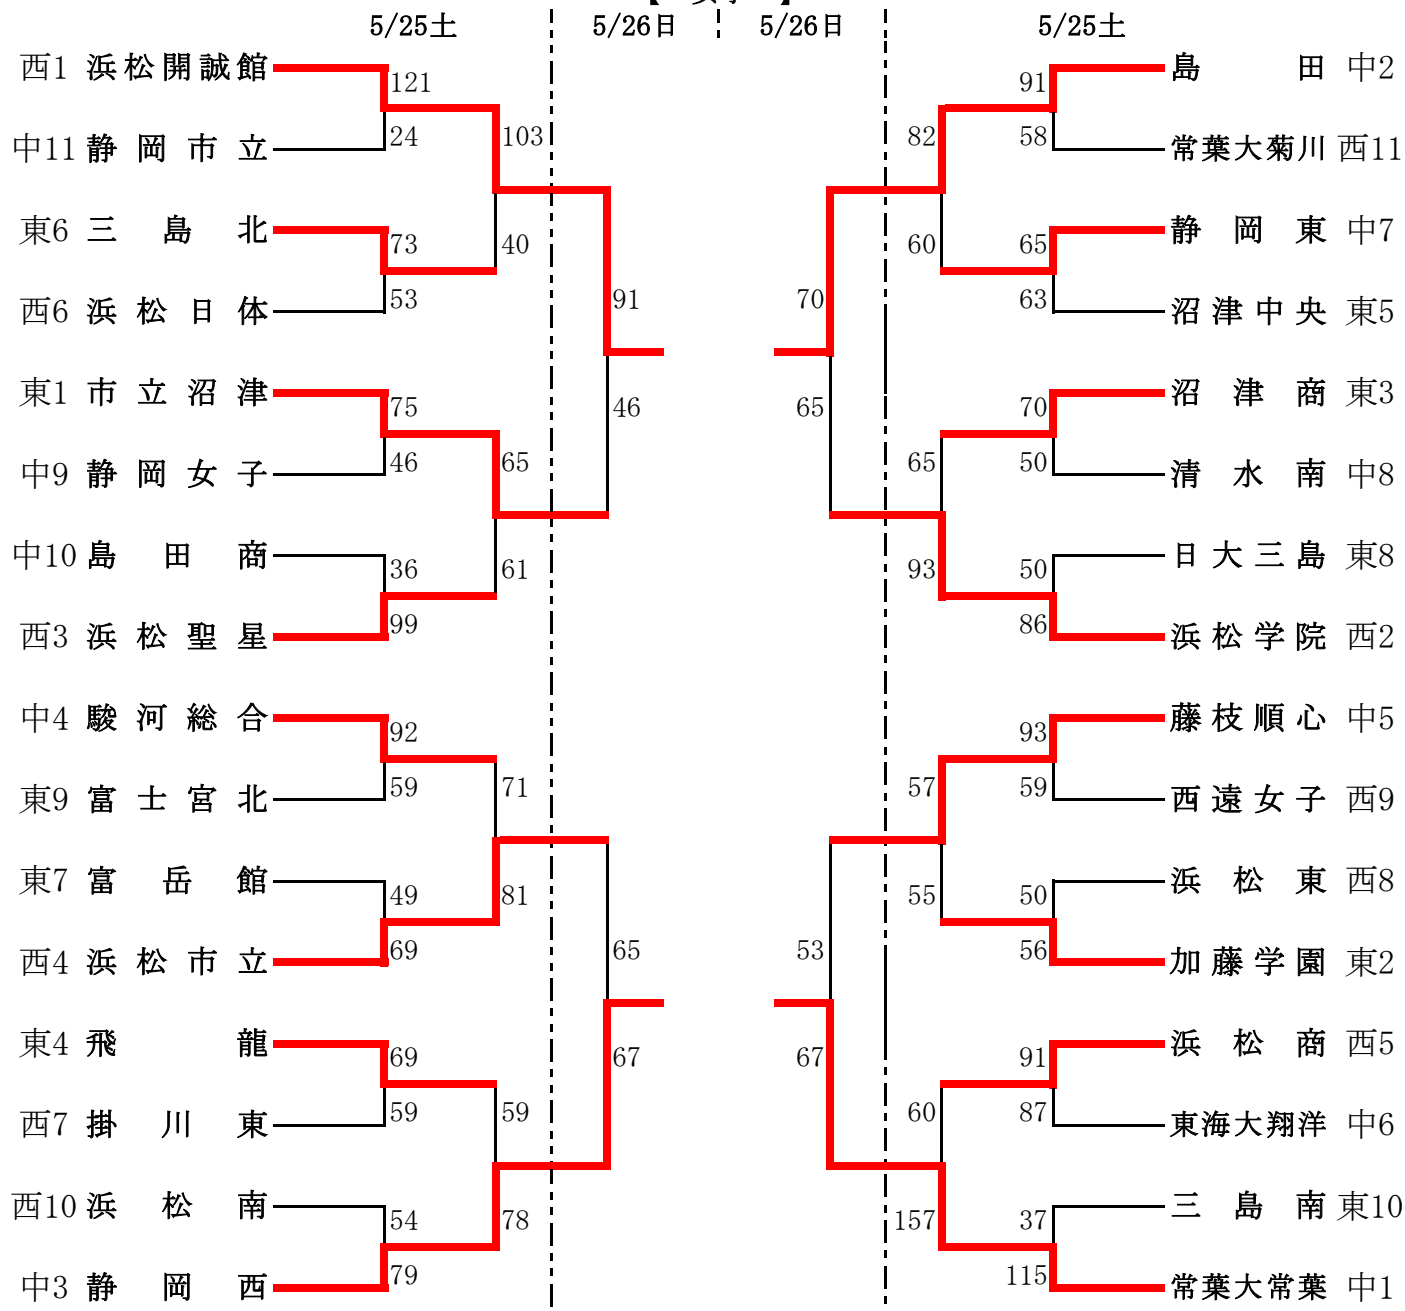 5/25土 5/26日 5/26日 5/25土
西1 浜松開誠館 121 91 島田 中2
中11 静岡市立 24 103 82 58 常葉大菊川 西11
東6 三島北 73 40 60 65 静岡東 中7
西6 浜松日体 53 91 70 63 沼津中央 東5
東1 市立沼津 75 46 65 70 沼津商 東3
中9 静岡女子 46 65 65 50 清水南 中8
中10 島田商 36 61 93 50 日大三島 東8
西3 浜松聖星 99 86 浜松学院 西2
中4 駿河総合 92 93 藤枝順心 中5
東9 富士宮北 59 71 57 59 西遠女子 西9
東7 富岳館 49 81 55 50 浜松東 西8
西4 浜松市立 69 65 53 56 加藤学園 東2
東4 飛龍 69 67 67 91 浜松商 西5
西7 掛川東 59 59 60 87 東海大翔洋 中6
西10 浜松南 54 78 157 37 三島南 東10
中3 静岡西 79 115 常葉大常葉 中1